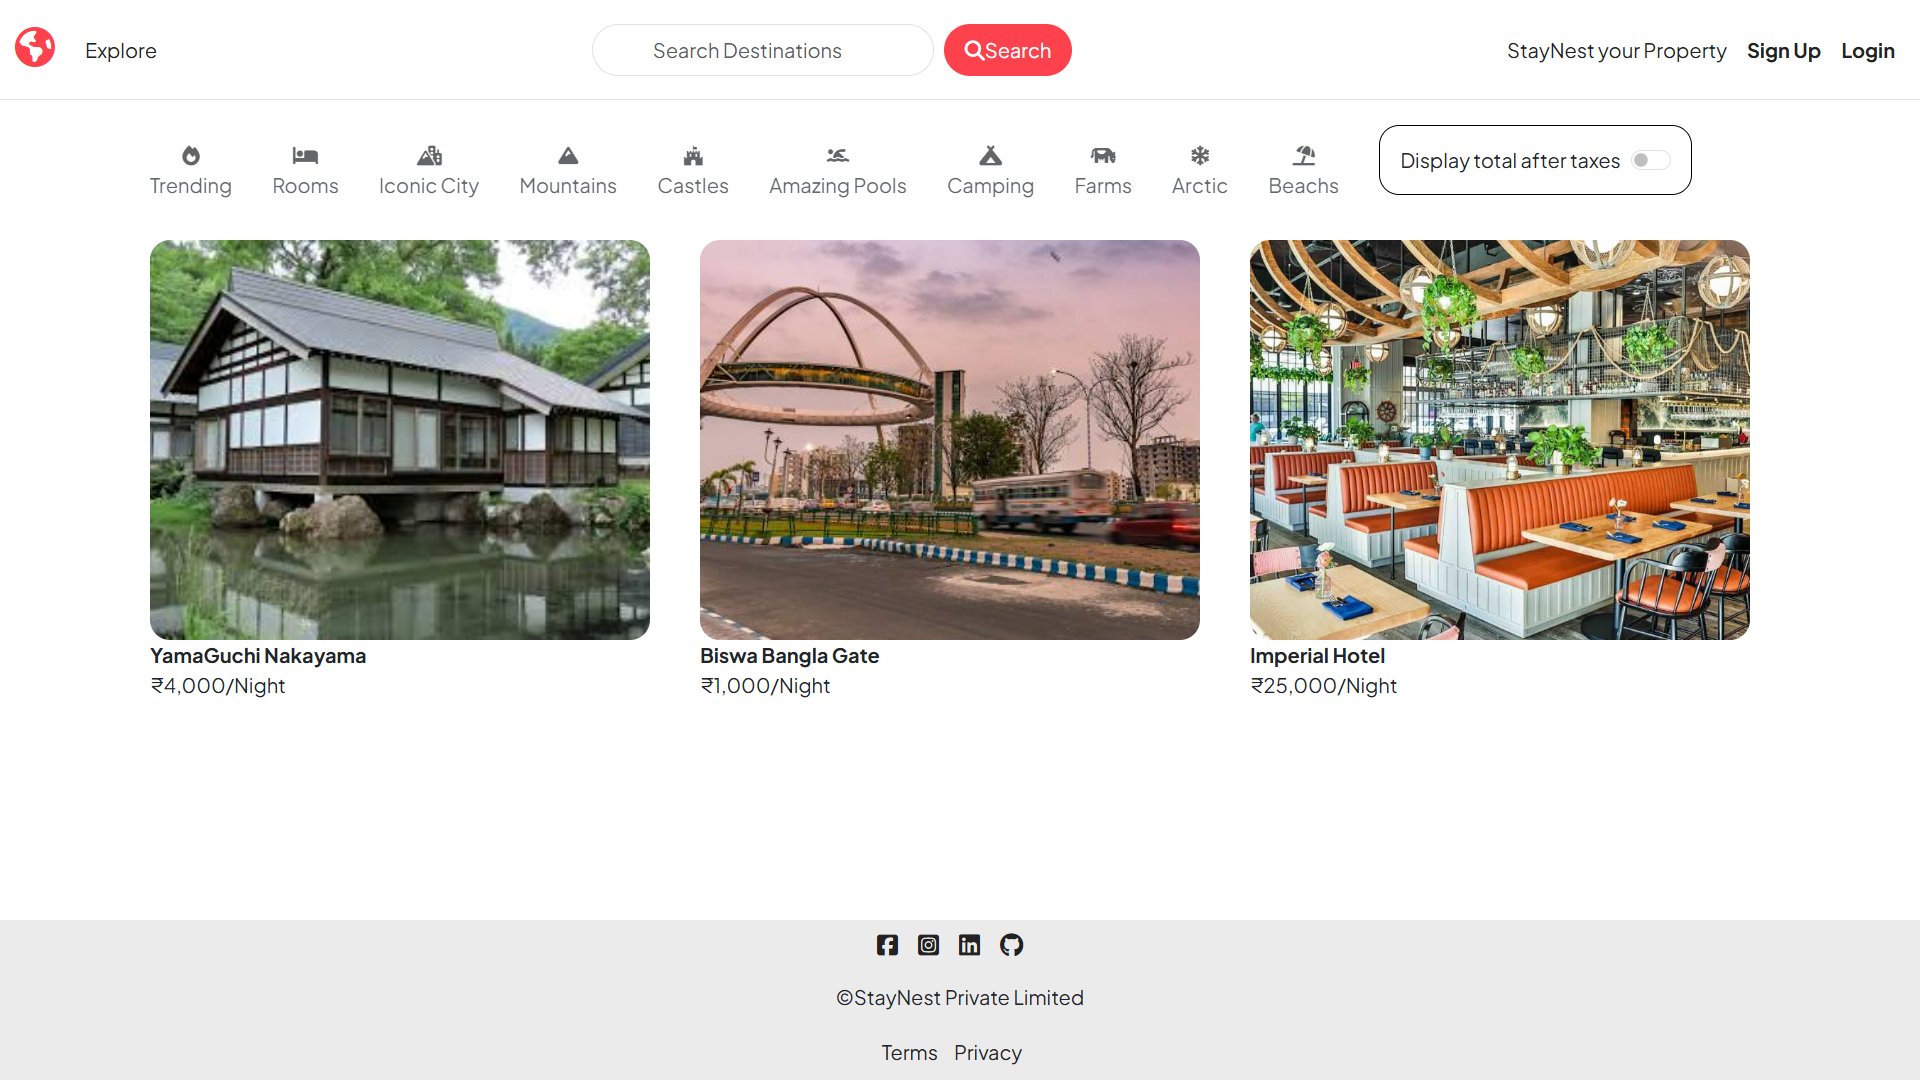 Explore
Search Destinations
Search
StayNest your Property Sign Up Login
Trending
Rooms
Iconic City
Mountains
Castles
Amazing Pools
Camping
Farms
Arctic
Beachs
Display total after taxes
YamaGuchi Nakayama
₹4,000/Night
Biswa Bangla Gate
₹1,000/Night
Imperial Hotel
₹25,000/Night
©StayNest Private Limited
Terms Privacy